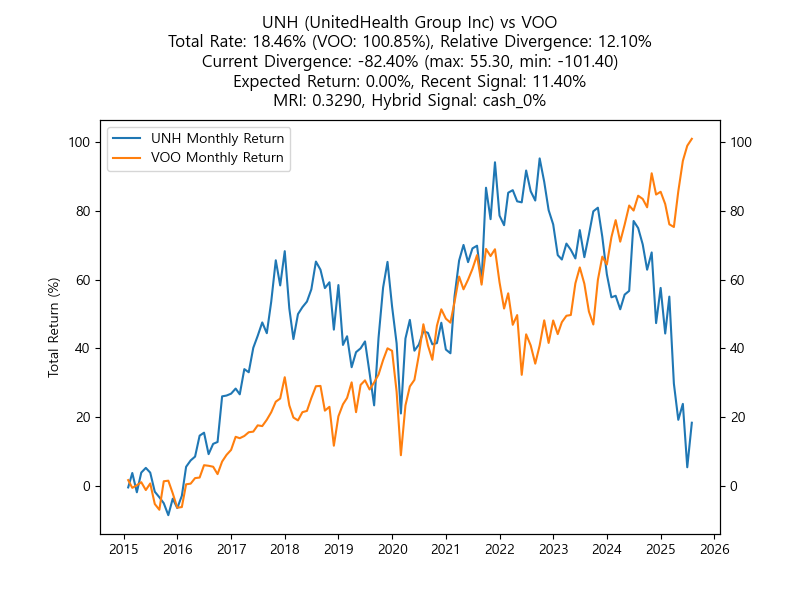 UNH (UnitedHealth Group Inc) vs VOO
Total Rate: 18.46% (VOO: 100.85%), Relative Divergence: 12.10%
Current Divergence: -82.40% (max: 55.30, min: -101.40)
Expected Return: 0.00%, Recent Signal: 11.40%
MRI: 0.3290, Hybrid Signal: cash_0%
UNH Monthly Return
VOO Monthly Return
Total Return (%)
100
80
60
40
20
0
100
80
60
40
20
0
2015 2016 2017 2018 2019 2020 2021 2022 2023 2024 2025 2026